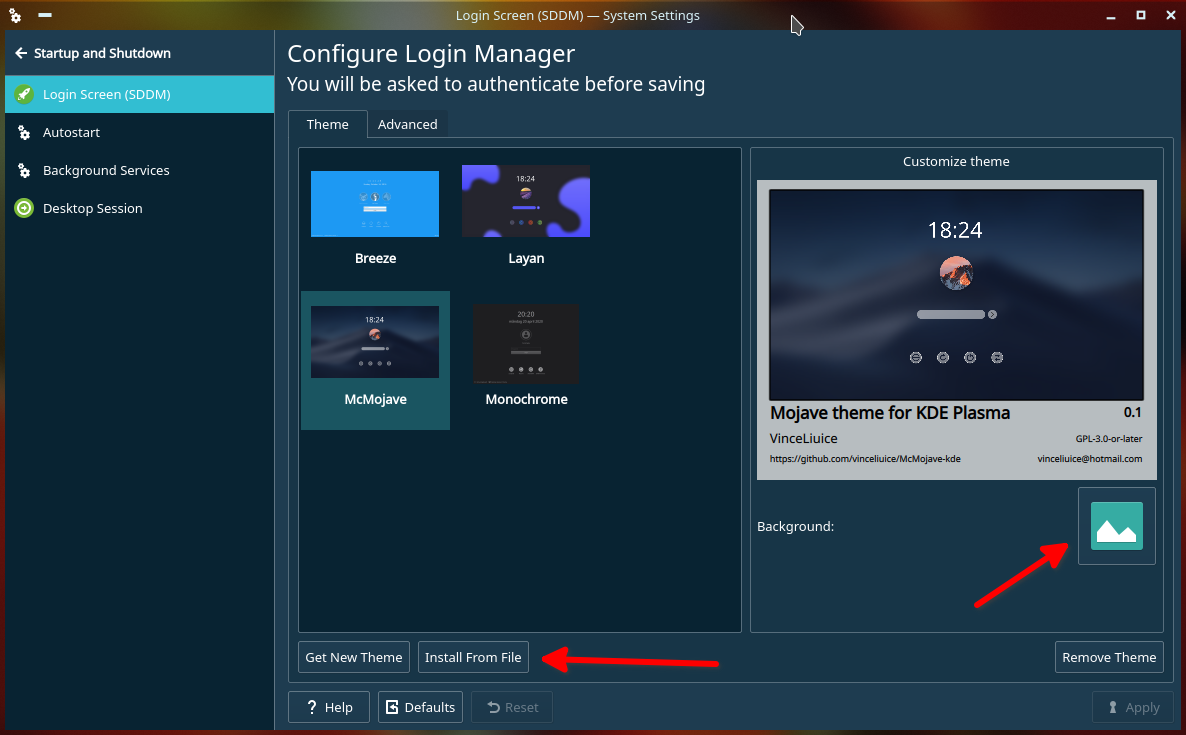 Login Screen (SDDM) — System Settings
Startup and Shutdown
Login Screen (SDDM)
Autostart
Background Services
Desktop Session
Configure Login Manager
You will be asked to authenticate before saving
Theme
Advanced
18:24
Breeze
Layan
18:24
20:20
McMojave
Monochrome
Customize theme
18:24
Mojave theme for KDE Plasma
0.1
VinceLiuice
GPL-3.0-or-later
https://github.com/vinceliuice/McMojave-kde
vinceliuice@hotmail.com
Background:
Get New Theme
Install From File
Remove Theme
? Help
Defaults
Reset
Apply